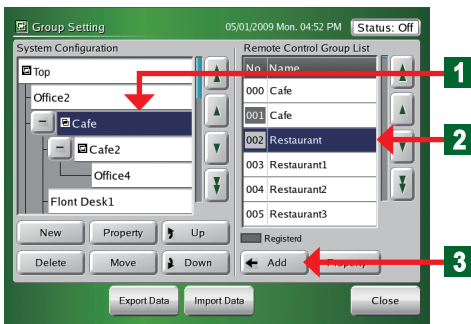 Group Setting 05/01/2009 Mon. 04:52 PM Status: Off
System Configuration
Top
Office2
Cafe
Cafe2
Office4
Flont Desk1
New Property Up
Delete Move Down
Remote Control Group List
No. Name
000 Cafe
001 Cafe
002 Restaurant
003 Restaurant1
004 Restaurant2
005 Restaurant3
Registerd
Add Property
Export Data Import Data Close
1
2
3